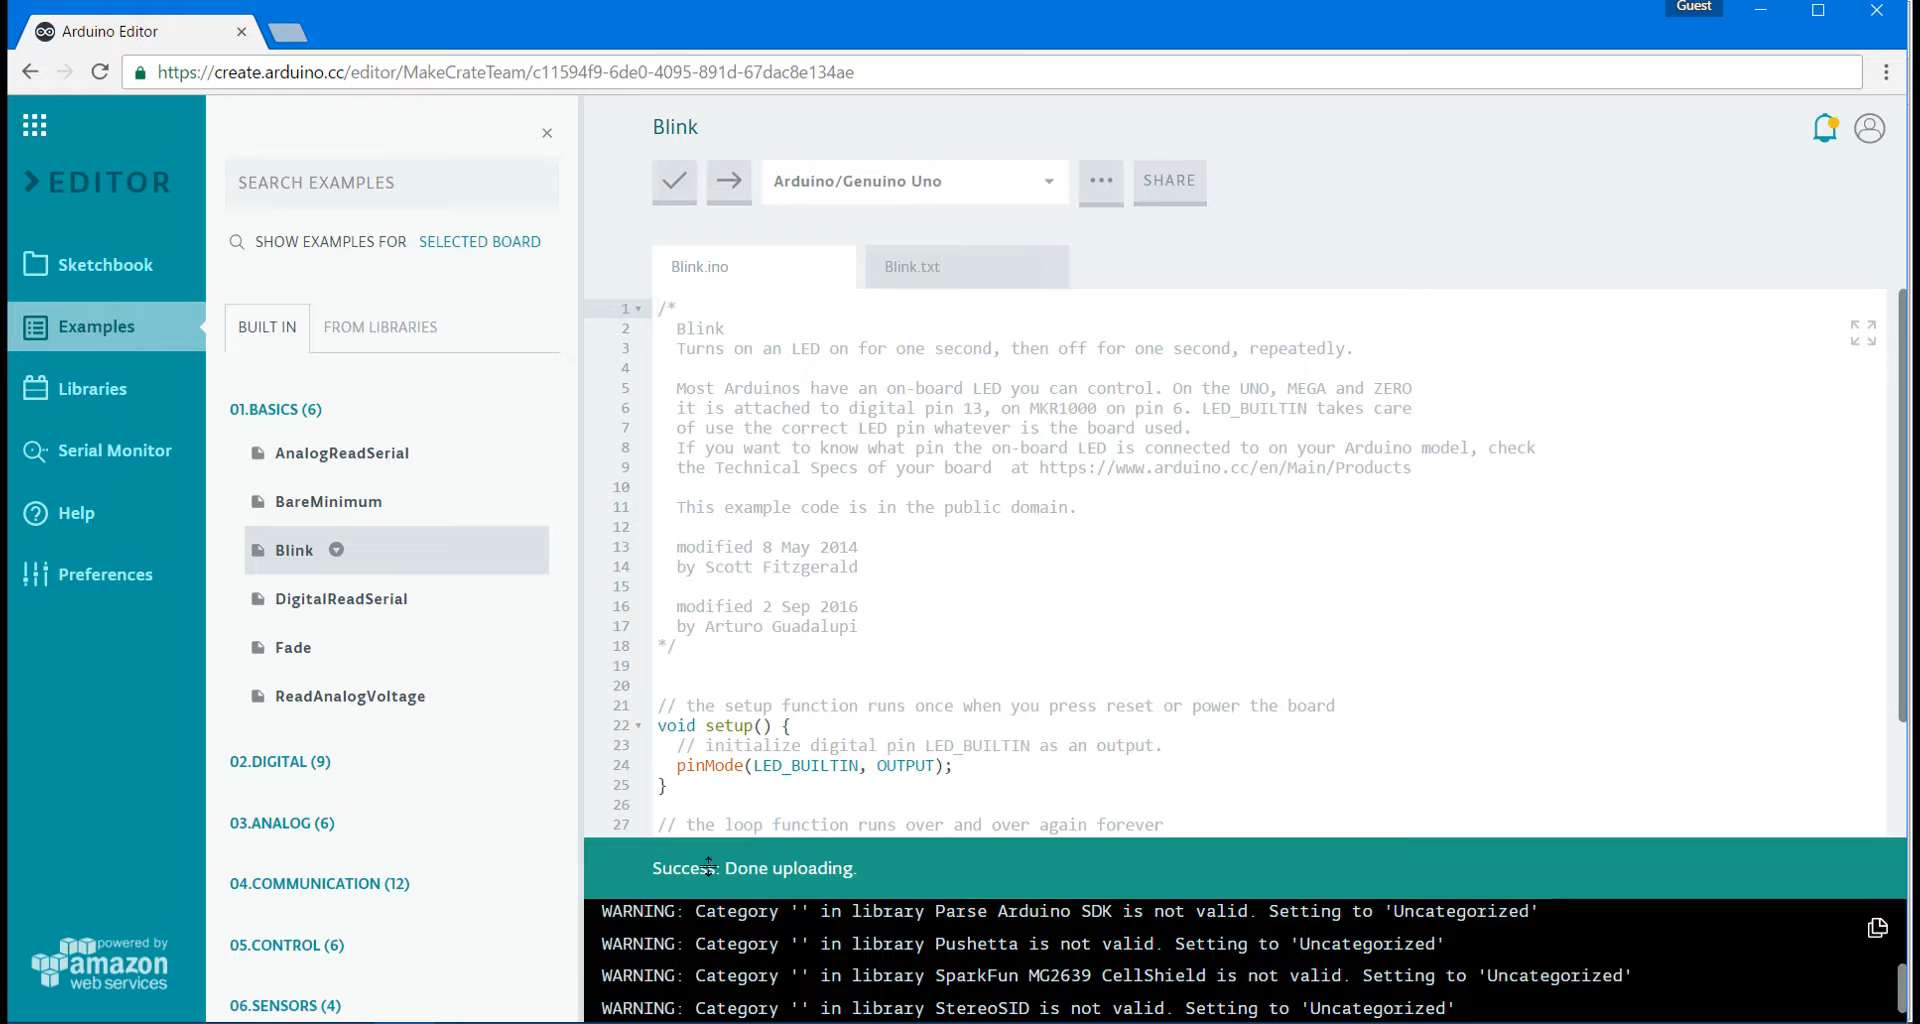 Guest
Arduino Editor
https://create.arduino.cc/editor/MakeCrateTeam/c11594f9-6de0-4095-891d-67dac8e134ae
EDITOR
Sketchbook
Examples
Libraries
Serial Monitor
Help
Preferences
powered by
amazon
web services
SEARCH EXAMPLES
SHOW EXAMPLES FOR SELECTED BOARD
BUILT IN FROM LIBRARIES
01.BASICS (6)
AnalogReadSerial
BareMinimum
Blink
DigitalReadSerial
Fade
ReadAnalogVoltage
02.DIGITAL (9)
03.ANALOG (6)
04.COMMUNICATION (12)
05.CONTROL (6)
06.SENSORS (4)
Blink
Arduino/Genuino Uno
SHARE
Blink.ino Blink.txt
1 /*
2 Blink
3 Turns on an LED on for one second, then off for one second, repeatedly.
4
5 Most Arduinos have an on-board LED you can control. On the UNO, MEGA and ZERO
6 it is attached to digital pin 13, on MKR1000 on pin 6. LED_BUILTIN takes care
7 of use the correct LED pin whatever is the board used.
8 If you want to know what pin the on-board LED is connected to on your Arduino model, check
9 the Technical Specs of your board at https://www.arduino.cc/en/Main/Products
10
11 This example code is in the public domain.
12
13 modified 8 May 2014
14 by Scott Fitzgerald
15
16 modified 2 Sep 2016
17 by Arturo Guadalupi
18 */
19
20
21 // the setup function runs once when you press reset or power the board
22 void setup() {
23 // initialize digital pin LED_BUILTIN as an output.
24 pinMode(LED_BUILTIN, OUTPUT);
25 }
26
27 // the loop function runs over and over again forever
Success: Done uploading.
WARNING: Category '' in library Parse Arduino SDK is not valid. Setting to 'Uncategorized'
WARNING: Category '' in library Pushetta is not valid. Setting to 'Uncategorized'
WARNING: Category '' in library SparkFun MG2639 CellShield is not valid. Setting to 'Uncategorized'
WARNING: Category '' in library StereoSID is not valid. Setting to 'Uncategorized'